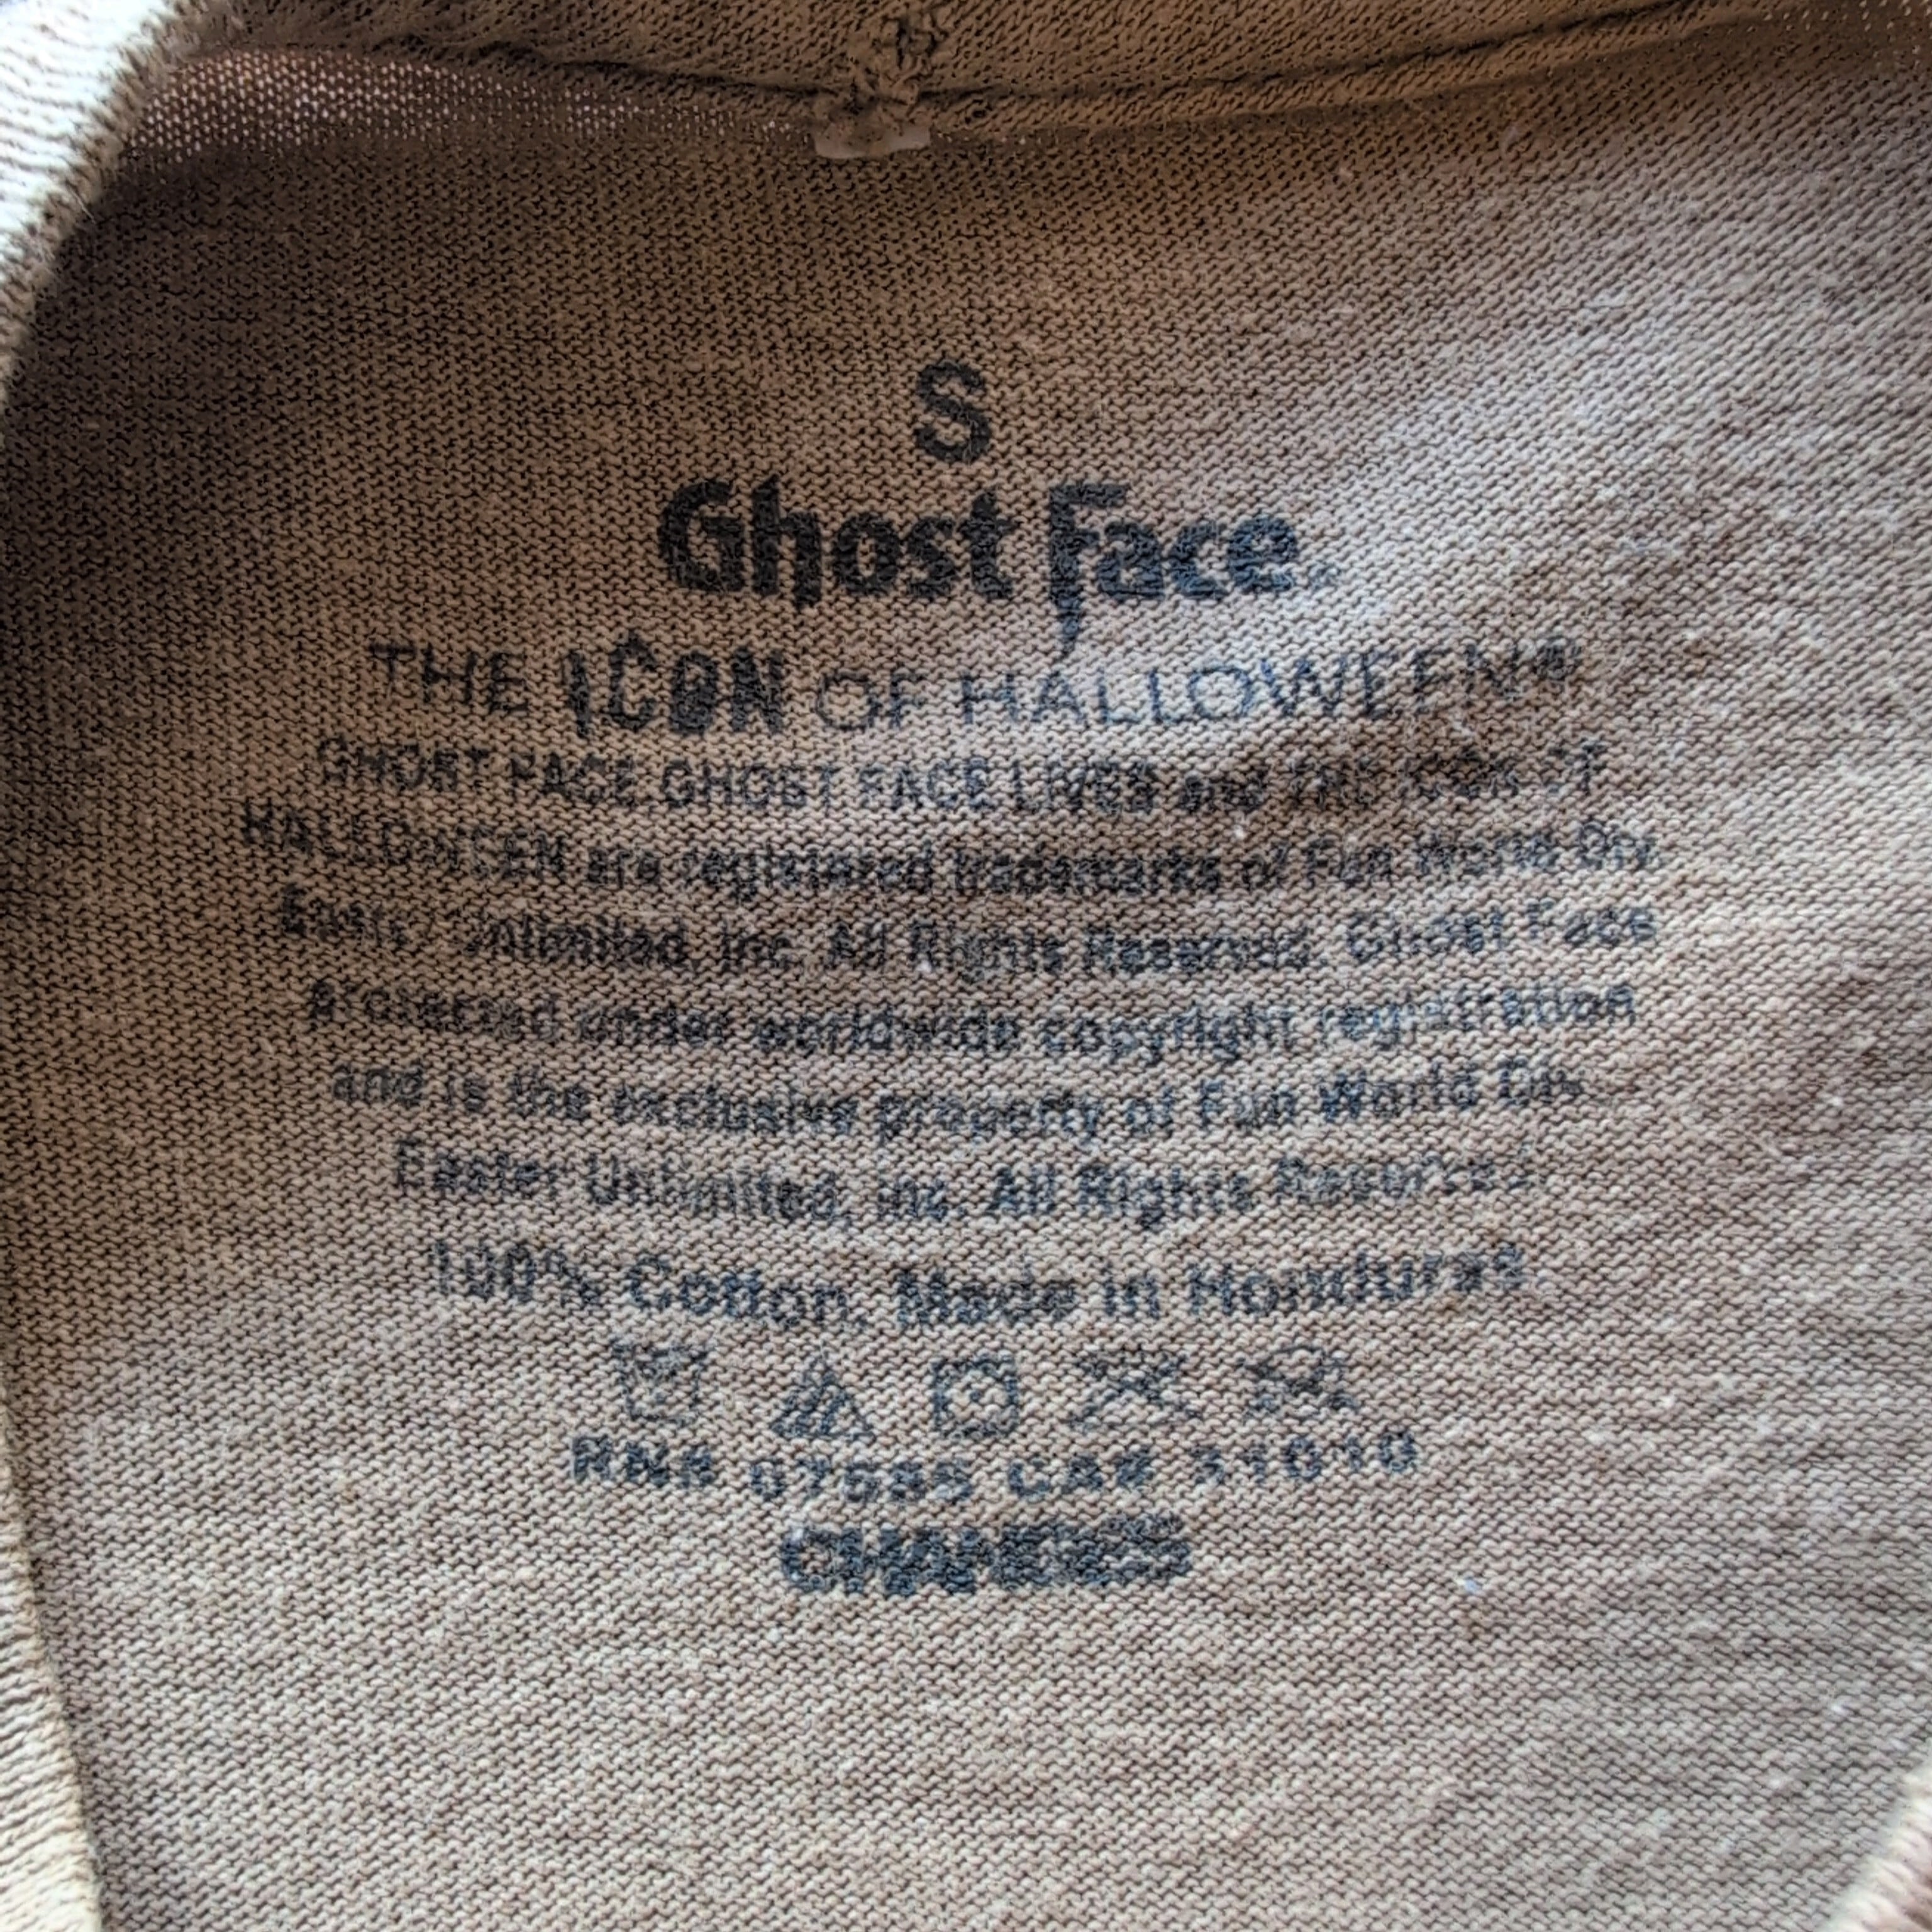 S
Ghost Face
THE ICON OF HALLOWEEN®
GHOST FACE, GHOST FACE LIVES and THE ICON OF
HALLOWEEN are registered trademarks of Fun World Div.
Easter Unlimited, Inc. All Rights Reserved. Ghost Face
protected under worldwide copyright registration
and is the exclusive property of Fun World Div.
Easter Unlimited, Inc. All Rights Reserved.
100% Cotton. Made in Honduras.
RN# CA#